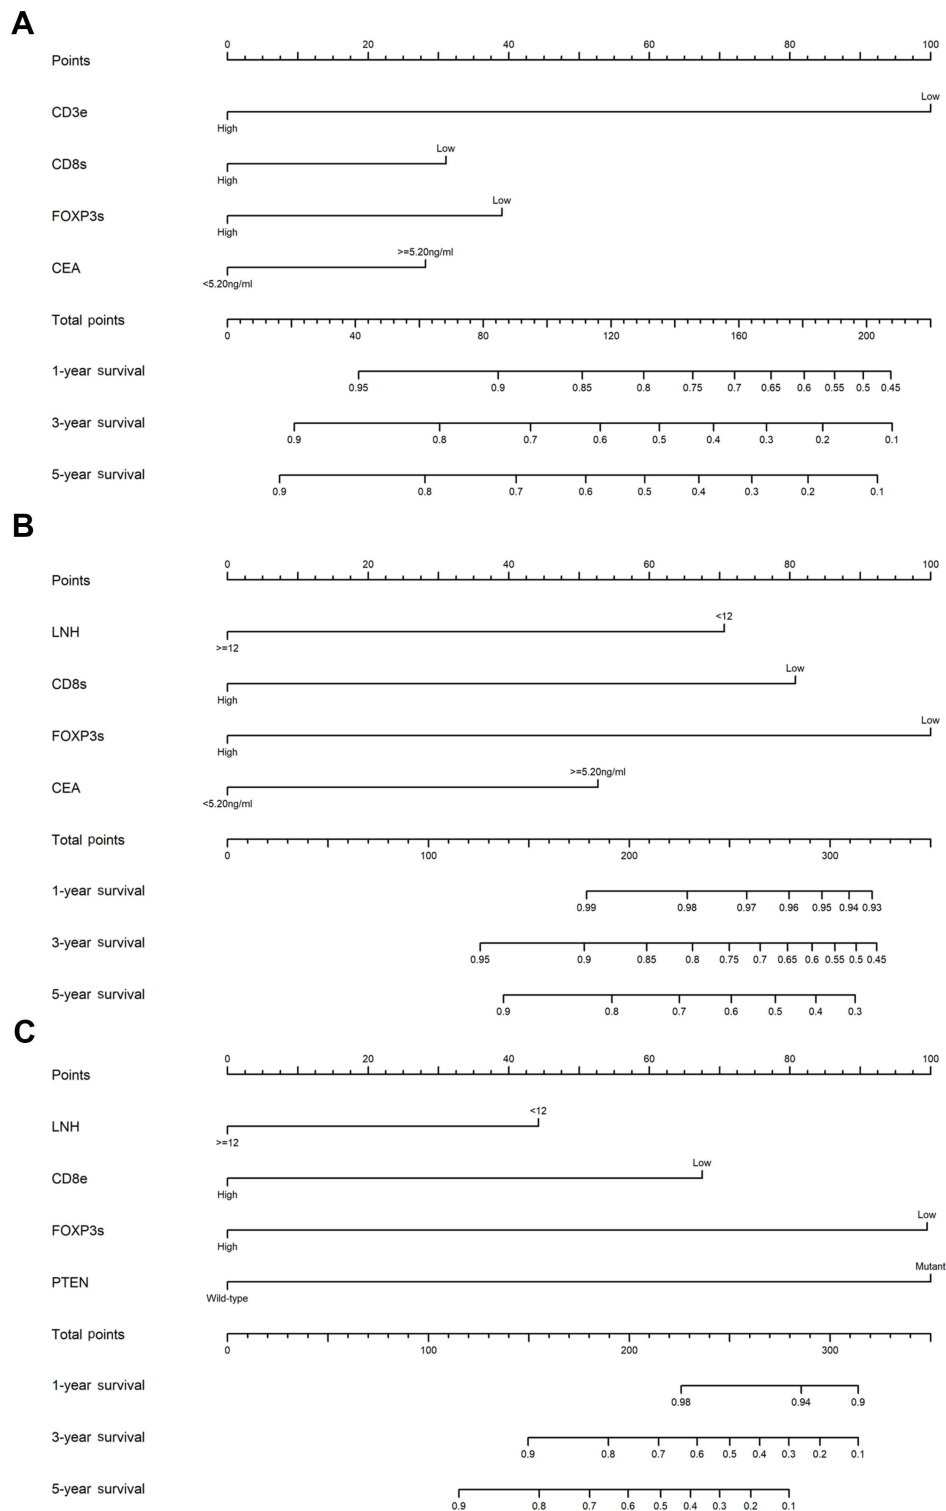 A
Points
0 20 40 60 80 100
CD3e
Low
High
CD8s
Low
High
FOXP3s
Low
High
CEA
>=5.20ng/ml
<5.20ng/ml
Total points
0 40 80 120 160 200
1-year survival
0.95 0.9 0.85 0.8 0.75 0.7 0.65 0.6 0.55 0.5 0.45
3-year survival
0.9 0.8 0.7 0.6 0.5 0.4 0.3 0.2 0.1
5-year survival
0.9 0.8 0.7 0.6 0.5 0.4 0.3 0.2 0.1
B
Points
0 20 40 60 80 100
LNH
<12
>=12
CD8s
Low
High
FOXP3s
Low
High
CEA
>=5.20ng/ml
<5.20ng/ml
Total points
0 100 200 300
1-year survival
0.99 0.98 0.97 0.96 0.95 0.94 0.93
3-year survival
0.95 0.9 0.85 0.8 0.75 0.7 0.65 0.6 0.55 0.5 0.45
5-year survival
0.9 0.8 0.7 0.6 0.5 0.4 0.3
C
Points
0 20 40 60 80 100
LNH
<12
>=12
CD8e
Low
High
FOXP3s
Low
High
PTEN
Mutant
Wild-type
Total points
0 100 200 300
1-year survival
0.98 0.94 0.9
3-year survival
0.9 0.8 0.7 0.6 0.5 0.4 0.3 0.2 0.1
5-year survival
0.9 0.8 0.7 0.6 0.5 0.4 0.3 0.2 0.1